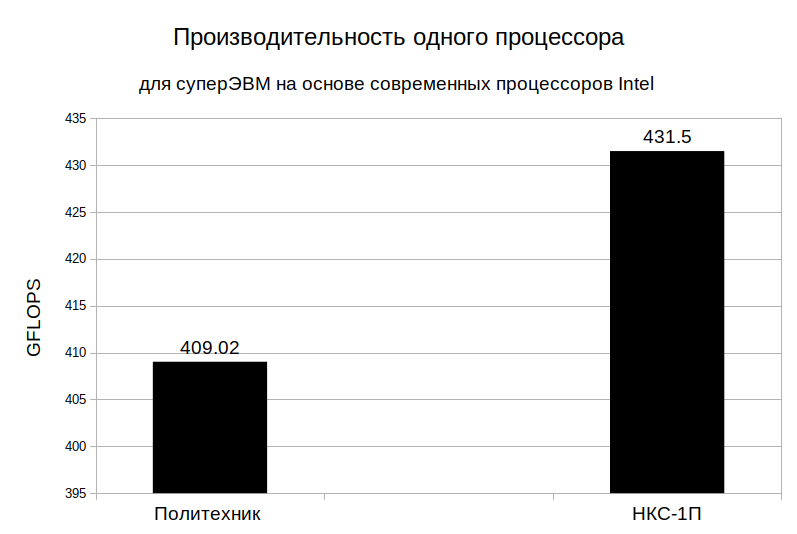 Производительность одного процессора
для суперЭВМ на основе современных процессоров Intel
435
430
425
420
415
410
405
400
395
GFLOPS
409.02
431.5
Политехник
НКС-1П